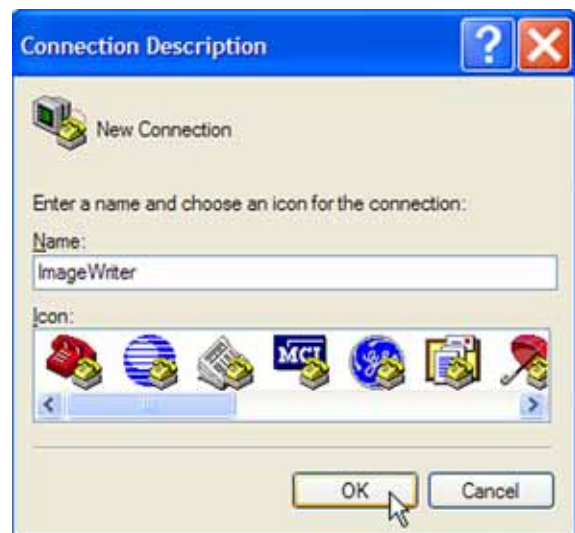 Connection Description
New Connection
Enter a name and choose an icon for the connection:
Name:
ImageWriter
Icon:
MCI
OK Cancel